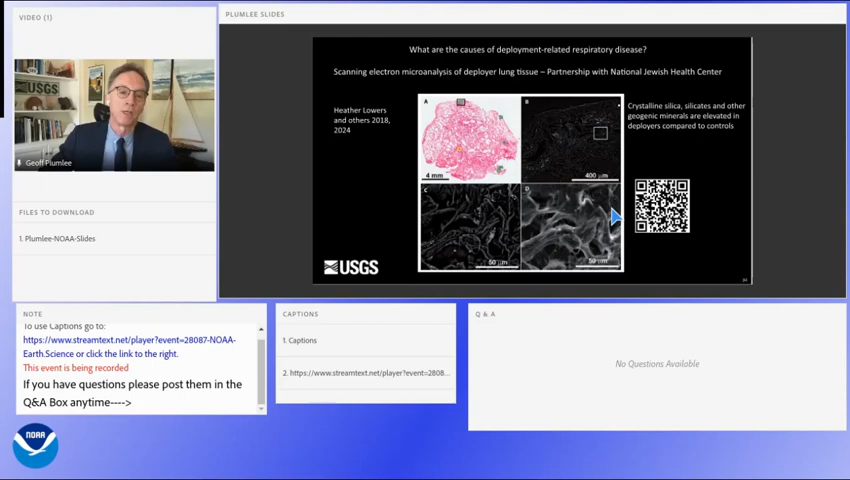 VIDEO (1)
USGS
Geoff Plumlee
FILES TO DOWNLOAD
1. Plumlee-NOAA-Slides
PLUMLEE SLIDES
What are the causes of deployment-related respiratory disease?
Scanning electron microanalysis of deployer lung tissue – Partnership with National Jewish Health Center
Heather Lowers
and others 2018,
2024
A
B
4 mm
400 µm
C
D
50 µm
50 µm
Crystalline silica, silicates and other
geogenic minerals are elevated in
deployers compared to controls
USGS
NOTE
To use Captions go to:
https://www.streamtext.net/player?event=28087-NOAA-
Earth.Science or click the link to the right.
This event is being recorded
If you have questions please post them in the
Q&A Box anytime---->
CAPTIONS
1. Captions
2. https://www.streamtext.net/player?event=2808...
Q & A
No Questions Available
NOAA